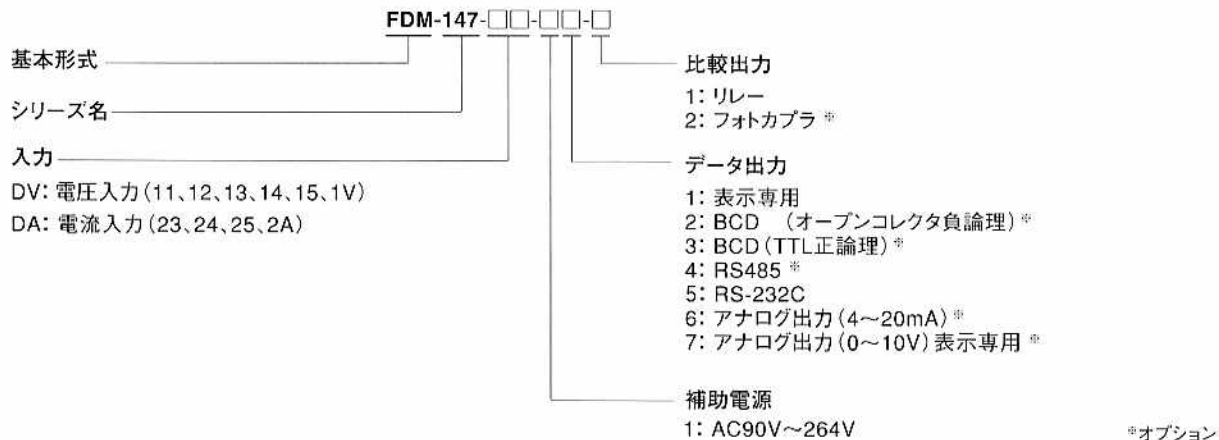 FDM-147-□□-□□-□
基本形式
シリーズ名
入力
DV: 電圧入力(11、12、13、14、15、1V)
DA: 電流入力(23、24、25、2A)
比較出力
1: リレー
2: フォトカプラ ※
データ出力
1: 表示専用
2: BCD (オープンコレクタ負論理) ※
3: BCD(TTL正論理) ※
4: RS485 ※
5: RS-232C
6: アナログ出力(4〜20mA) ※
7: アナログ出力(0〜10V)表示専用 ※
補助電源
1: AC90V〜264V
※オプション